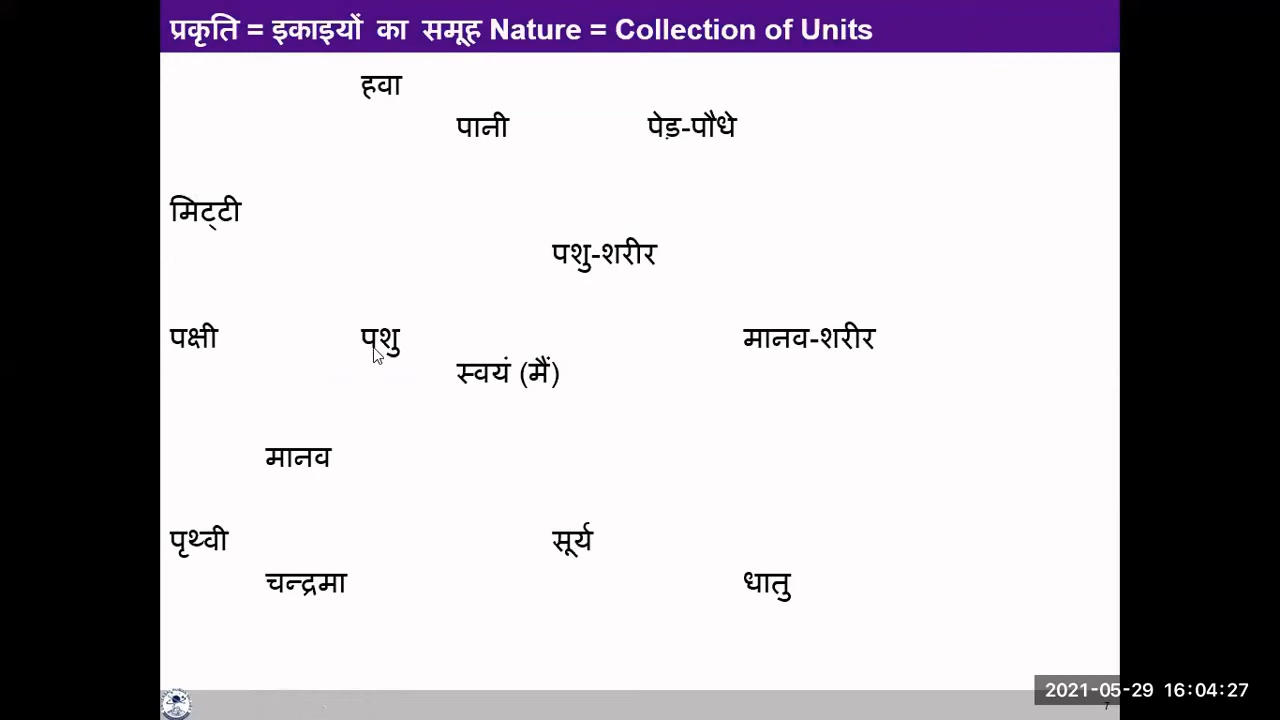 प्रकृति = इकाइयों का समूह Nature = Collection of Units
हवा
पानी पेड़-पौधे
मिट्टी
पशु-शरीर
पक्षी पशु मानव-शरीर
स्वयं (मैं)
मानव
पृथ्वी सूर्य
चन्द्रमा धातु
2021-05-29 16:04:27
7